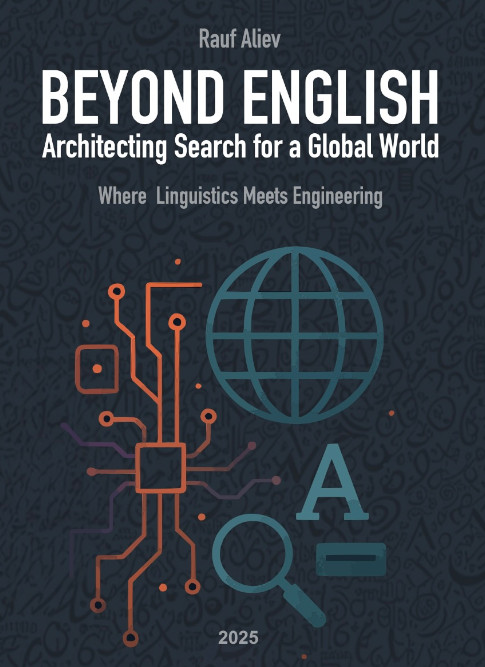 Rauf Aliev
BEYOND ENGLISH
Architecting Search for a Global World
Where Linguistics Meets Engineering
A
2025